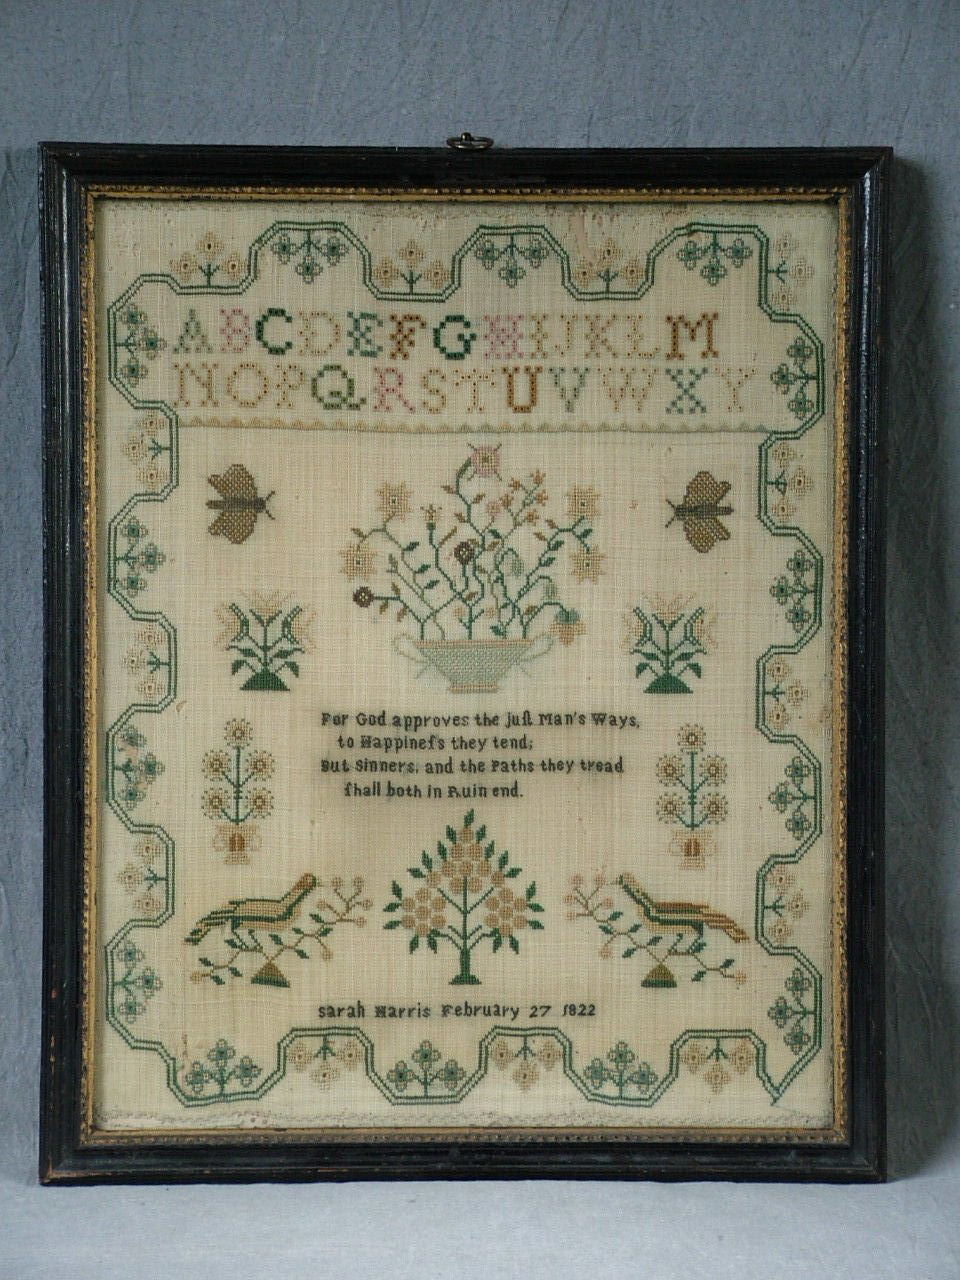 ABCDEFGHIJKLM
NOPQRSTUVWXY
For God approves the juſt Man's Ways,
to Happineſs they tend;
But Sinners, and the Paths they tread
ſhall both in Ruin end.
Sarah Harris February 27 1822